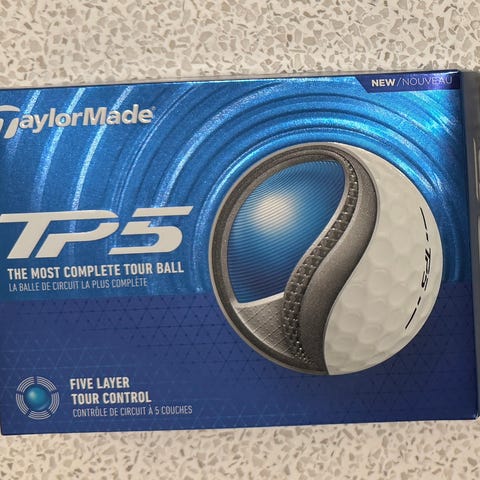 NEW/NOUVEAU
TaylorMade®
TP5
THE MOST COMPLETE TOUR BALL
LA BALLE DE CIRCUIT LA PLUS COMPLÈTE
TP5
FIVE LAYER
TOUR CONTROL
CONTRÔLE DE CIRCUIT À 5 COUCHES